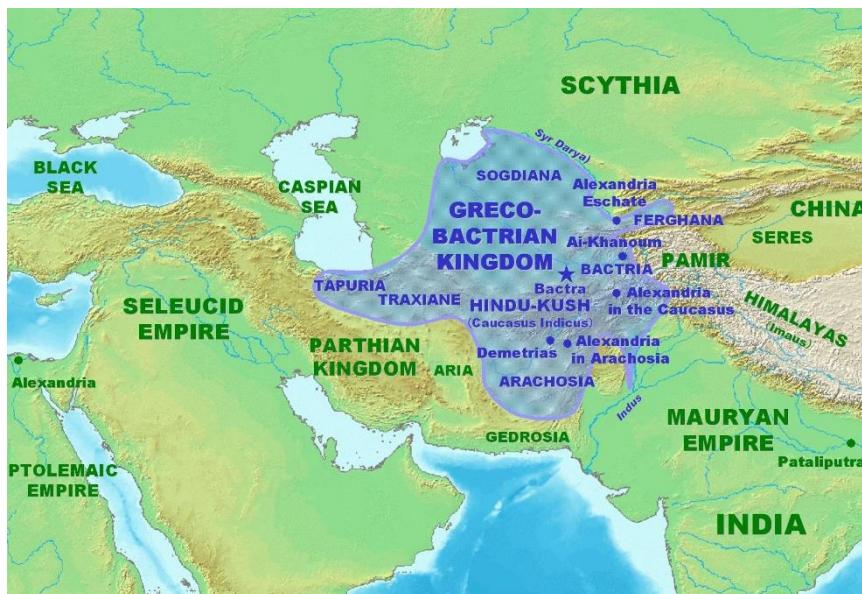 SCYTHIA
Syr Darya)
BLACK
SEA
CASPIAN
SEA
SOGDIANA
Alexandria
Eschate
FERGHANA
CHINA
SERES
GRECO-
BACTRIAN
KINGDOM
Ai-Khanoum
BACTRIA
PAMIR
Bactra
TAPURIA
TRAXIANE
HINDU-KUSH
(Caucasus Indicus)
Alexandria
in the Caucasus
HIMALAYAS
(Imaus)
SELEUCID
EMPIRE
PARTHIAN
KINGDOM
ARIA
Demetrias
Alexandria
in Arachosia
ARACHOSIA
Alexandria
Indus
MAURYAN
EMPIRE
GEDROSIA
Pataliputra
PTOLEMAIC
EMPIRE
INDIA